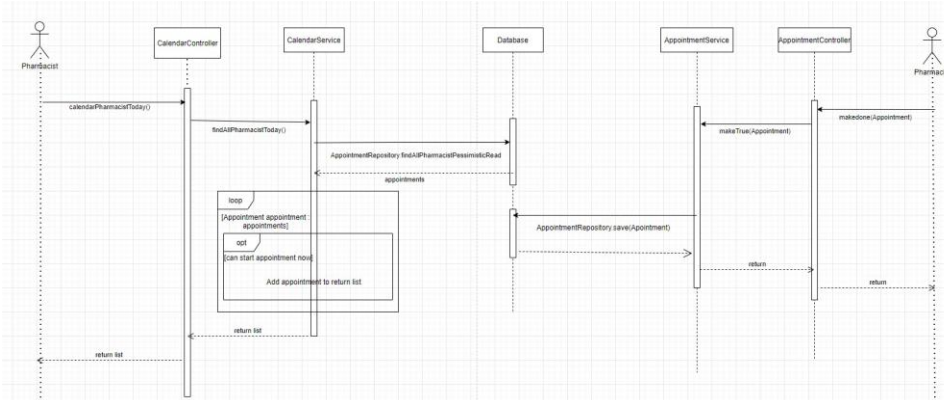 CalendarController
CalendarService
Database
AppointmentService
AppointmentController
Pharmacist
Pharmaci
calendarPharmacistToday()
makedone(Appointment)
findAllPharmacistToday()
makeTrue(Appointment)
AppointmentRepository.findAllPharmacistPessimisticRead
appointments
loop
[Appointment appointment :
appointments]
AppointmentRepository.save(Apointment)
opt
[can start appointment now]
return
Add appointment to return list
return
return list
return list